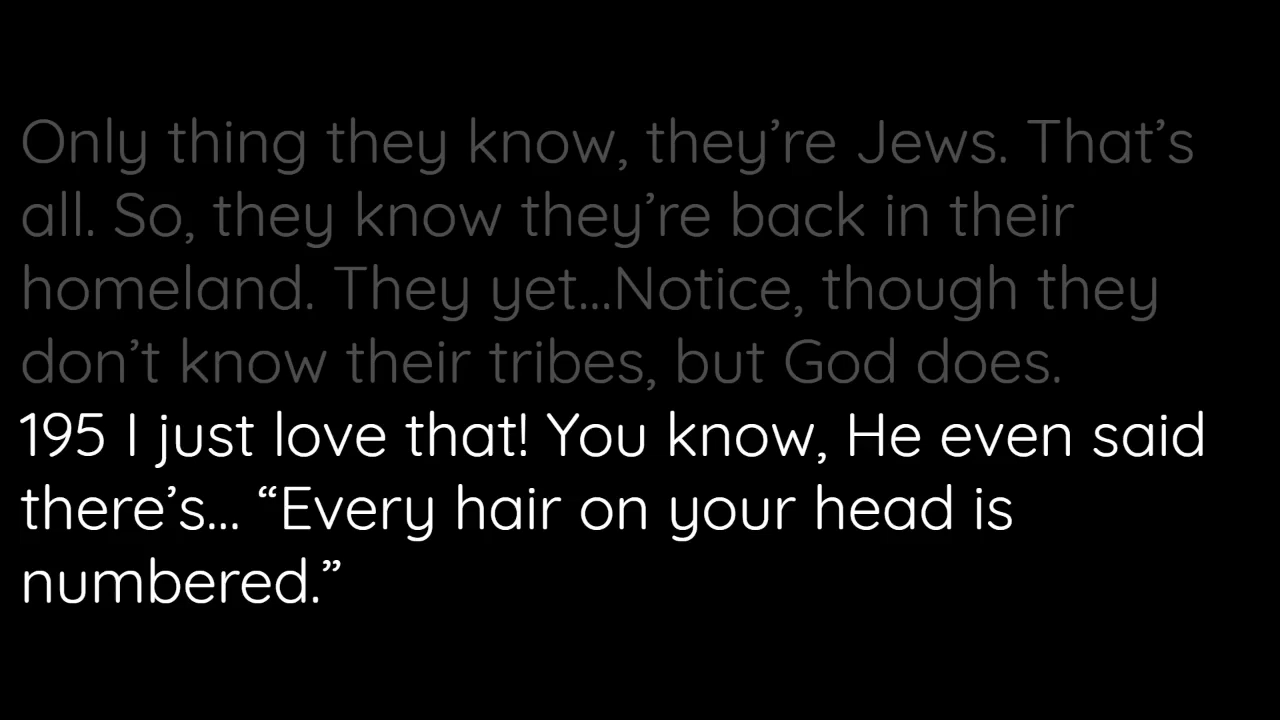 Only thing they know, they’re Jews. That’s
all. So, they know they’re back in their
homeland. They yet...Notice, though they
don’t know their tribes, but God does.
195 I just love that! You know, He even said
there’s... “Every hair on your head is
numbered.”